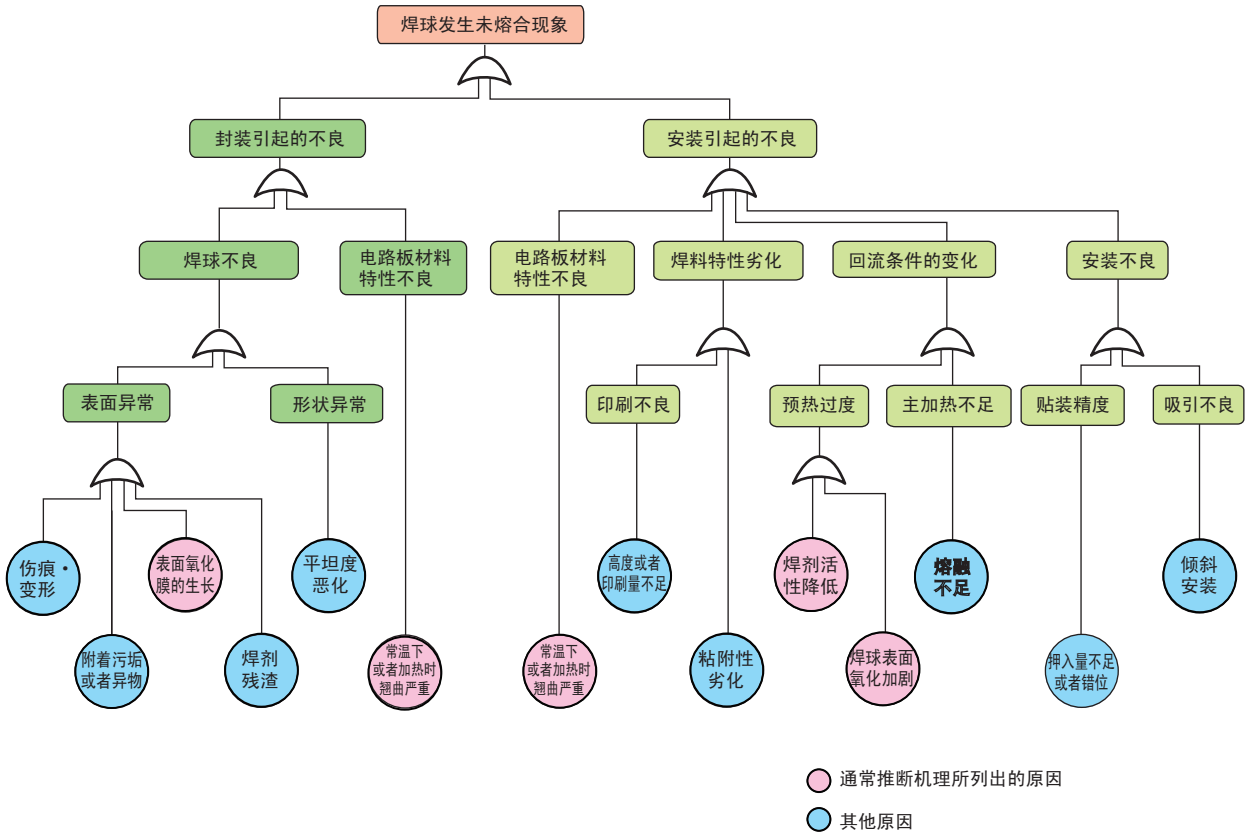 焊球发生未熔合现象
封装引起的不良
安装引起的不良
焊球不良
电路板材料
特性不良
电路板材料
特性不良
焊料特性劣化
回流条件的变化
安装不良
表面异常
形状异常
印刷不良
预热过度
主加热不足
贴装精度
吸引不良
伤痕・
变形
表面氧化
膜的生长
平坦度
恶化
高度或者
印刷量不足
焊剂活
性降低
熔融
不足
倾斜
安装
附着污垢
或者异物
焊剂
残渣
常温下
或者加热时
翘曲严重
常温下
或者加热时
翘曲严重
粘附性
劣化
焊球表面
氧化加剧
押入量不足
或者错位
通常推断机理所列出的原因
其他原因